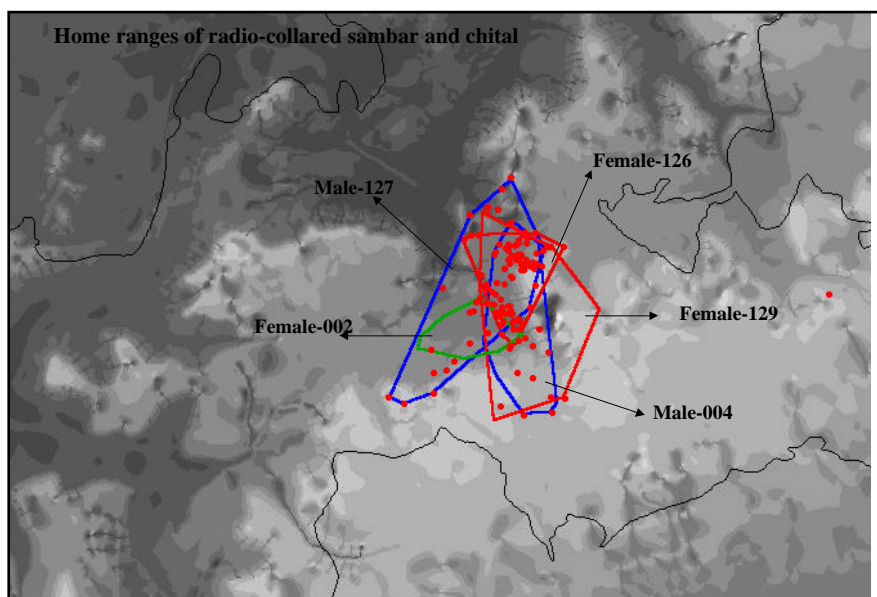 Home ranges of radio-collared sambar and chital
Female-126
Male-127
Female-002
Female-129
Male-004